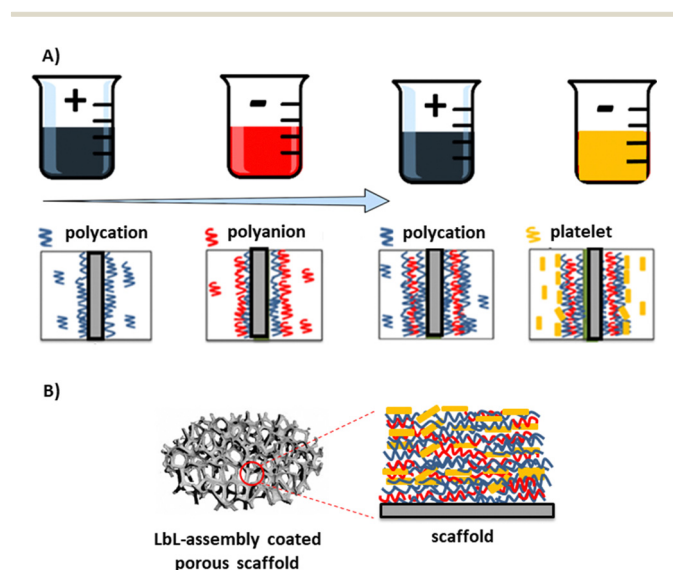 A)
+ - + -
polycation polyanion polycation platelet
B)
LbL-assembly coated
porous scaffold
scaffold